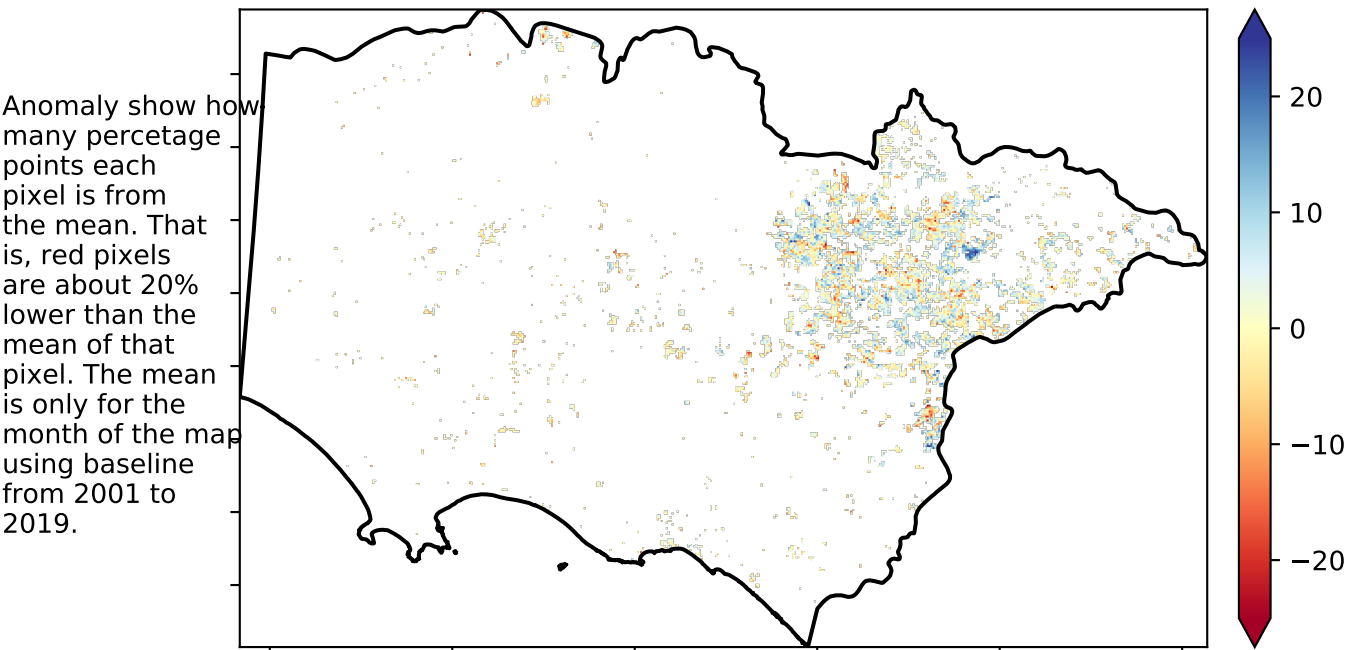 Anomaly show how
many percetage
points each
pixel is from
the mean. That
is, red pixels
are about 20%
lower than the
mean of that
pixel. The mean
is only for the
month of the map
using baseline
from 2001 to
2019.
20
10
0
−10
−20